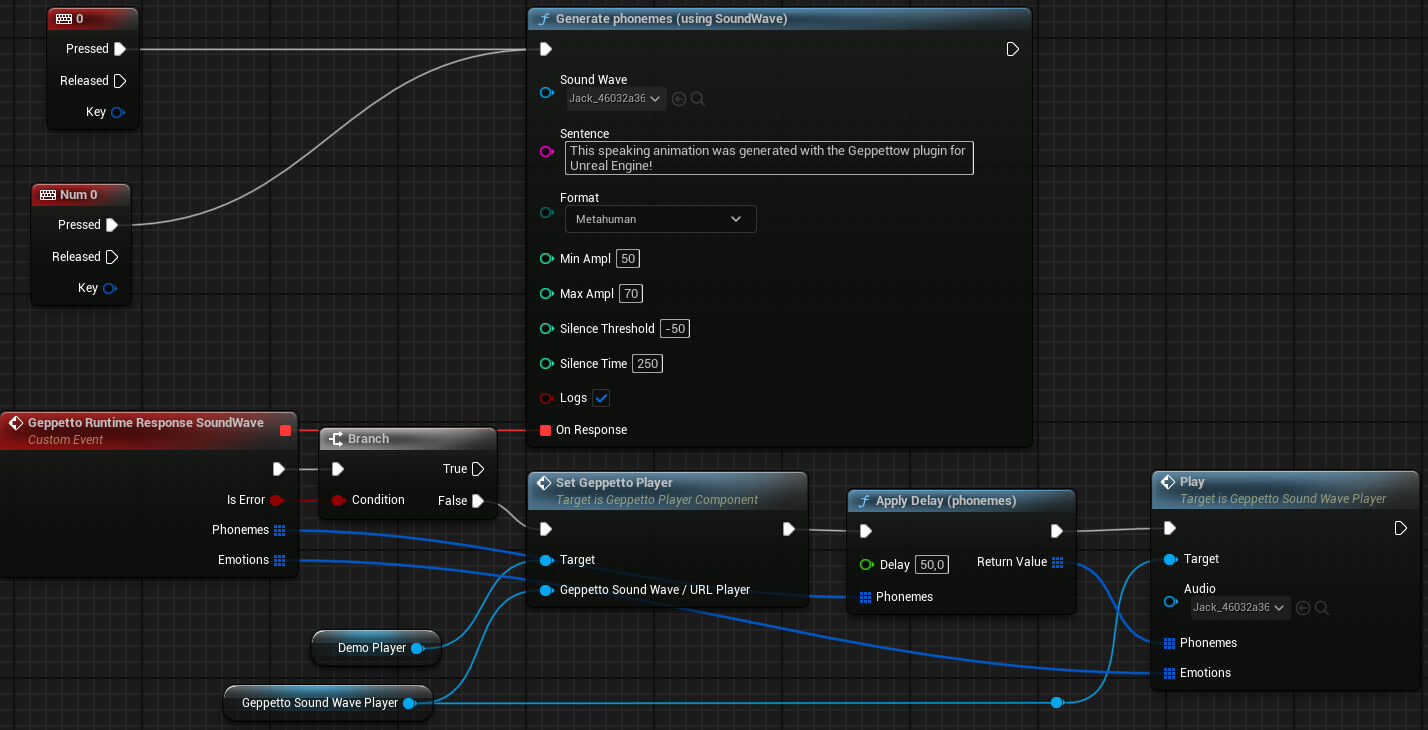 0
Pressed
Released
Key
Num 0
Pressed
Released
Key
Generate phonemes (using SoundWave)
Sound Wave
Jack_46032a36
Sentence
This speaking animation was generated with the Geppettow plugin for
Unreal Engine!
Format
Metahuman
Min Ampl 50
Max Ampl 70
Silence Threshold -50
Silence Time 250
Logs
On Response
Geppetto Runtime Response SoundWave
Custom Event
Is Error
Phonemes
Emotions
Branch
True
Condition
False
Set Geppetto Player
Target is Geppetto Player Component
Target
Geppetto Sound Wave / URL Player
Demo Player
Geppetto Sound Wave Player
Apply Delay (phonemes)
Delay 50,0
Return Value
Phonemes
Play
Target is Geppetto Sound Wave Player
Target
Audio
Jack_46032a36
Phonemes
Emotions